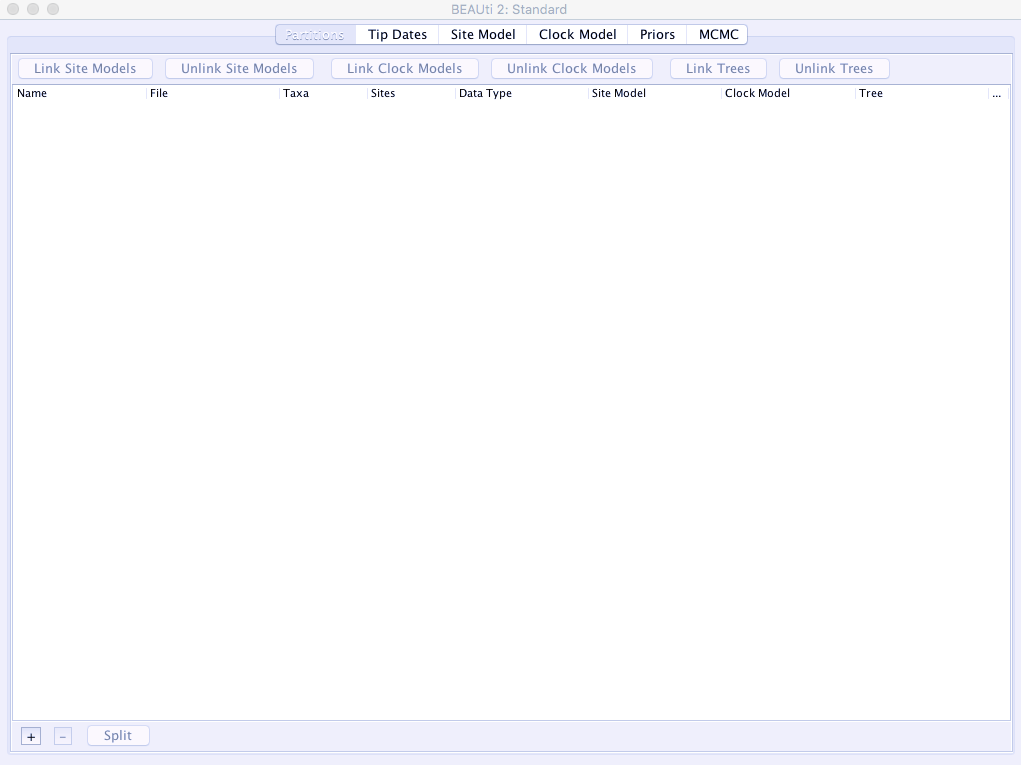 BEAUti 2: Standard
Partitions Tip Dates Site Model Clock Model Priors MCMC
Link Site Models Unlink Site Models Link Clock Models Unlink Clock Models Link Trees Unlink Trees
Name File Taxa Sites Data Type Site Model Clock Model Tree ...
+ - Split